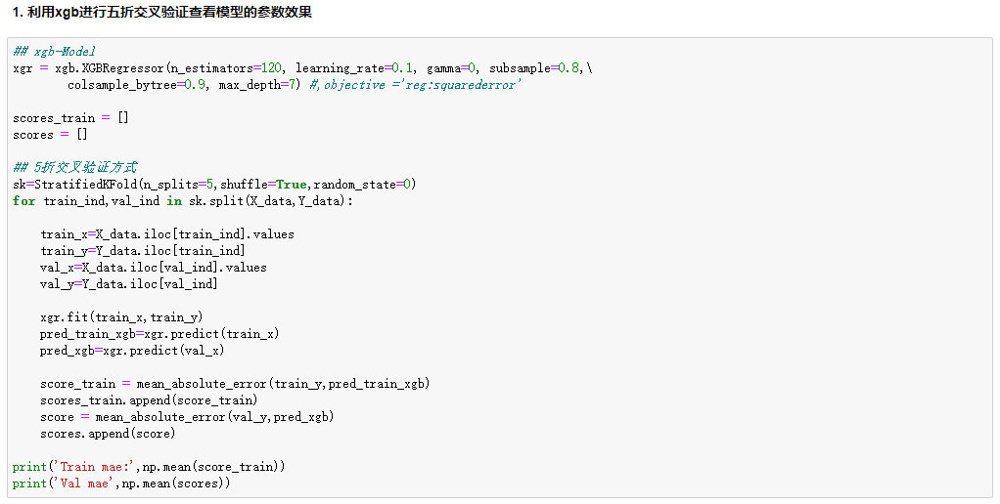 1. 利用xgb进行五折交叉验证查看模型的参数效果
## xgb-Model
xgr = xgb.XGBRegressor(n_estimators=120, learning_rate=0.1, gamma=0, subsample=0.8,\
        colsample_bytree=0.9, max_depth=7) #,objective ='reg:squarederror'
scores_train = []
scores = []
## 5折交叉验证方式
sk=StratifiedKFold(n_splits=5,shuffle=True,random_state=0)
for train_ind,val_ind in sk.split(X_data,Y_data):
    train_x=X_data.iloc[train_ind].values
    train_y=Y_data.iloc[train_ind]
    val_x=X_data.iloc[val_ind].values
    val_y=Y_data.iloc[val_ind]
    xgr.fit(train_x,train_y)
    pred_train_xgb=xgr.predict(train_x)
    pred_xgb=xgr.predict(val_x)
    score_train = mean_absolute_error(train_y,pred_train_xgb)
    scores_train.append(score_train)
    score = mean_absolute_error(val_y,pred_xgb)
    scores.append(score)
print('Train mae:',np.mean(score_train))
print('Val mae',np.mean(scores))